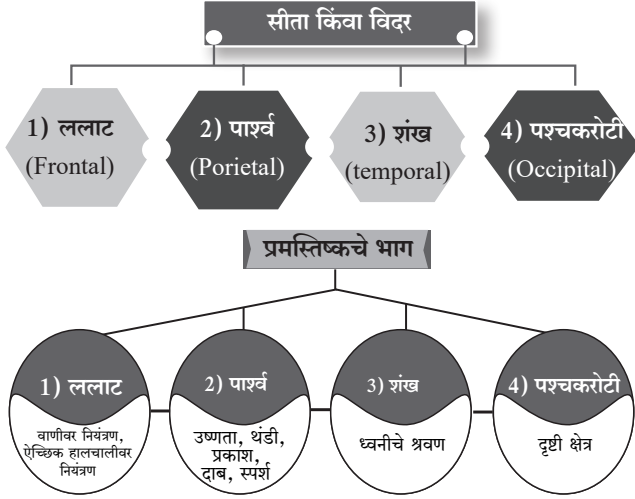 सीता किंवा विदर
1) ललाट
(Frontal)
2) पार्श्व
(Porietal)
3) शंख
(temporal)
4) पश्चकरोटी
(Occipital)
प्रमस्तिष्कचे भाग
1) ललाट
वाणीवर नियंत्रण,
ऐच्छिक हालचालीवर
नियंत्रण
2) पार्श्व
उष्णता, थंडी,
प्रकाश,
दाब, स्पर्श
3) शंख
ध्वनीचे श्रवण
4) पश्चकरोटी
दृष्टी क्षेत्र